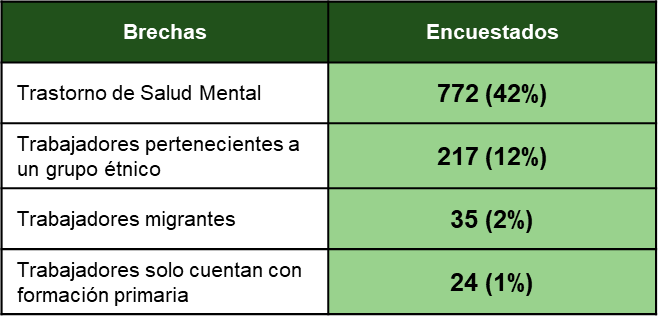 Brechas
Encuestados
Trastorno de Salud Mental
772 (42%)
Trabajadores pertenecientes a
un grupo étnico
217 (12%)
Trabajadores migrantes
35 (2%)
Trabajadores solo cuentan con
formación primaria
24 (1%)